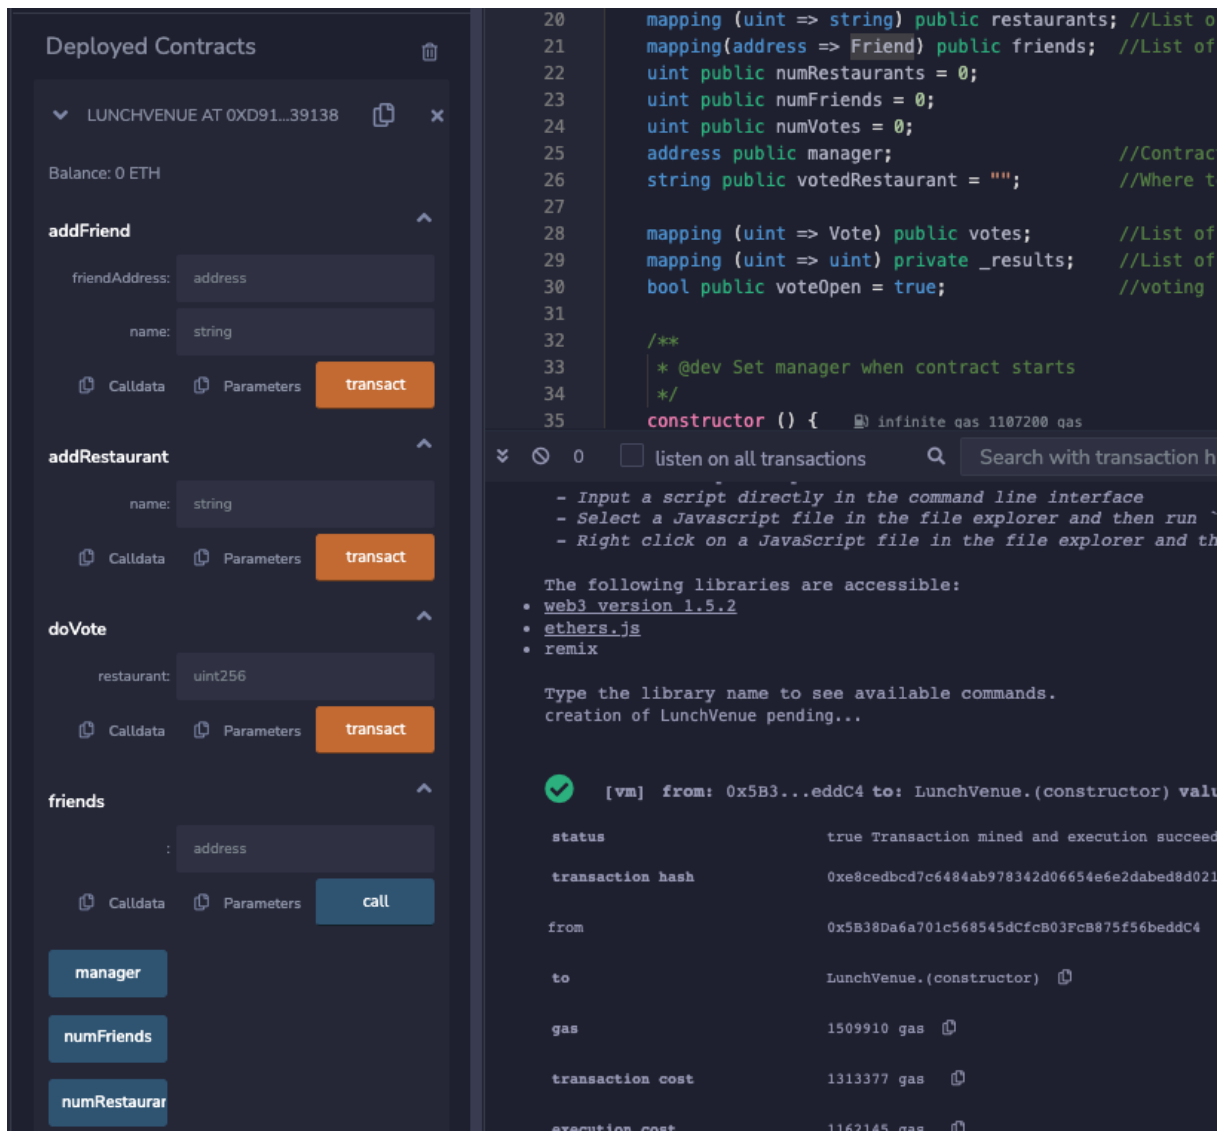 Deployed Contracts
LUNCHVENUE AT 0XD91...39138
Balance: 0 ETH
addFriend
friendAddress: address
name: string
Calldata Parameters transact
addRestaurant
name: string
Calldata Parameters transact
doVote
restaurant: uint256
Calldata Parameters transact
friends
: address
Calldata Parameters call
manager
numFriends
numRestaurar
20 mapping (uint => string) public restaurants; //List o
21 mapping(address => Friend) public friends; //List of
22 uint public numRestaurants = 0;
23 uint public numFriends = 0;
24 uint public numVotes = 0;
25 address public manager; //Contrac
26 string public votedRestaurant = ""; //Where t
27
28 mapping (uint => Vote) public votes; //List of
29 mapping (uint => uint) private _results; //List of
30 bool public voteOpen = true; //voting
31
32 /**
33 * @dev Set manager when contract starts
34 */
35 constructor () { infinite gas 1107200 gas
0 listen on all transactions Search with transaction h
- Input a script directly in the command line interface
- Select a Javascript file in the file explorer and then run `
- Right click on a JavaScript file in the file explorer and th
The following libraries are accessible:
• web3 version 1.5.2
• ethers.js
• remix
Type the library name to see available commands.
creation of LunchVenue pending...
[vm] from: 0x5B3...eddC4 to: LunchVenue.(constructor) valu
status true Transaction mined and execution succeed
transaction hash 0xe8cedbcd7c6484ab978342d06654e6e2dabed8d021
from 0x5B38Da6a701c568545dCfcB03FcB875f56beddC4
to LunchVenue.(constructor)
gas 1509910 gas
transaction cost 1313377 gas
execution cost 1162145 gas